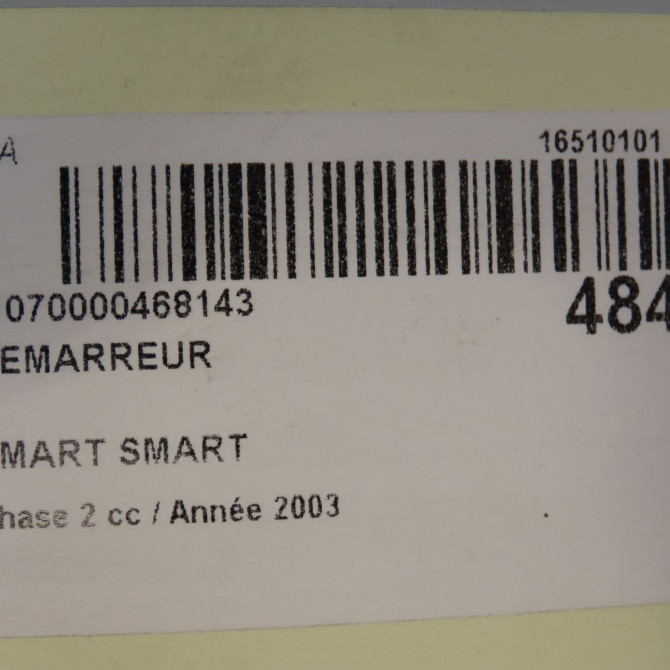 A 16510101
070000468143 484
EMARREUR
MART SMART
hase 2 cc / Année 2003